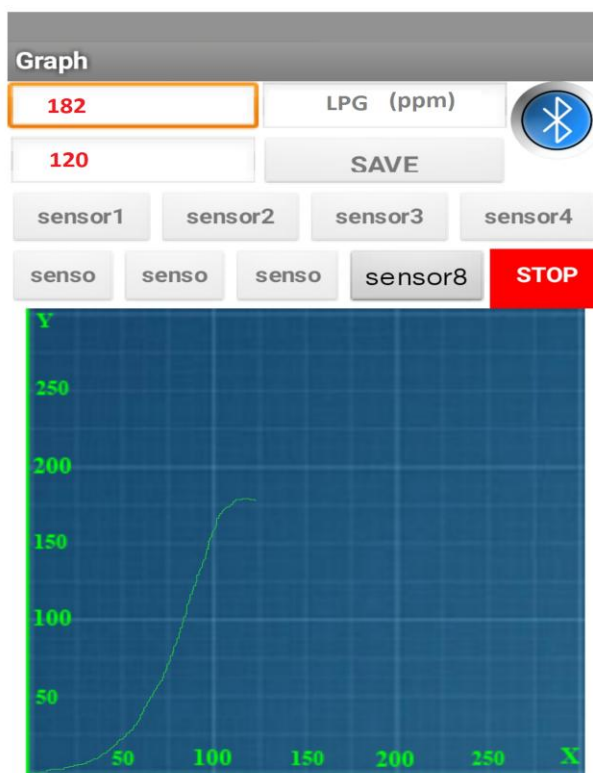 Graph
182 LPG (ppm)
120 SAVE
sensor1 sensor2 sensor3 sensor4
senso senso senso sensor8 STOP
Y
250
200
150
100
50
50 100 150 200 250 X